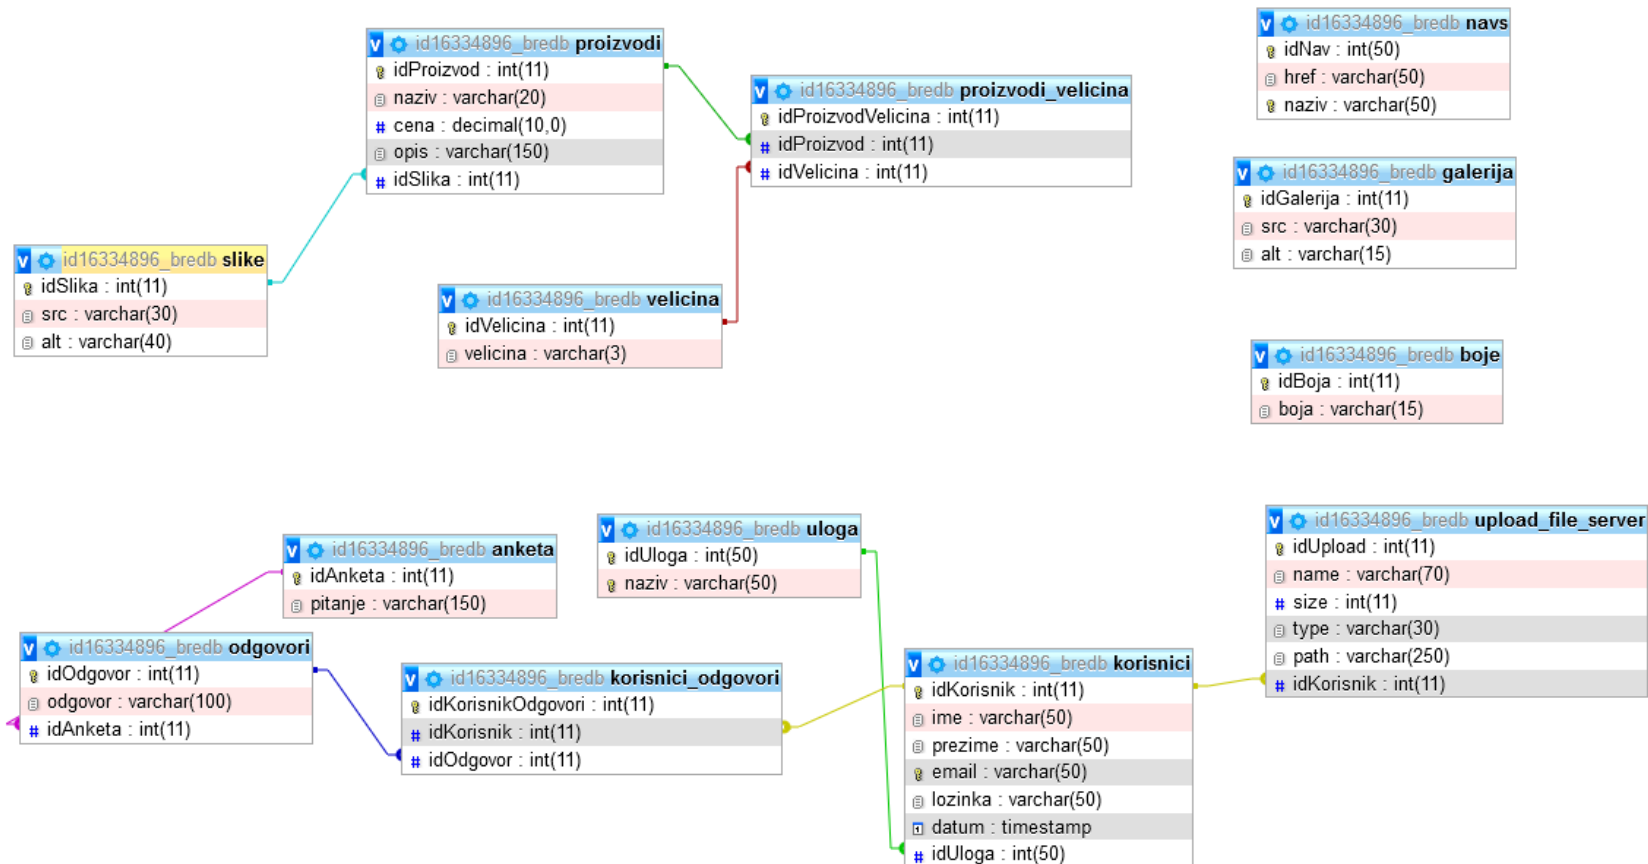 id16334896_bredb proizvodi
idProizvod : int(11)
naziv : varchar(20)
# cena : decimal(10,0)
opis : varchar(150)
# idSlika : int(11)
id16334896_bredb proizvodi_velicina
idProizvodVelicina : int(11)
# idProizvod : int(11)
# idVelicina : int(11)
id16334896_bredb navs
idNav : int(50)
href : varchar(50)
naziv : varchar(50)
id16334896_bredb galerija
idGalerija : int(11)
src : varchar(30)
alt : varchar(15)
id16334896_bredb slike
idSlika : int(11)
src : varchar(30)
alt : varchar(40)
id16334896_bredb velicina
idVelicina : int(11)
velicina : varchar(3)
id16334896_bredb boje
idBoja : int(11)
boja : varchar(15)
id16334896_bredb anketa
idAnketa : int(11)
pitanje : varchar(150)
id16334896_bredb uloga
idUloga : int(50)
naziv : varchar(50)
id16334896_bredb upload_file_server
idUpload : int(11)
name : varchar(70)
# size : int(11)
type : varchar(30)
path : varchar(250)
# idKorisnik : int(11)
id16334896_bredb odgovori
idOdgovor : int(11)
odgovor : varchar(100)
# idAnketa : int(11)
id16334896_bredb korisnici_odgovori
idKorisnikOdgovori : int(11)
# idKorisnik : int(11)
# idOdgovor : int(11)
id16334896_bredb korisnici
idKorisnik : int(11)
ime : varchar(50)
prezime : varchar(50)
email : varchar(50)
lozinka : varchar(50)
datum : timestamp
# idUloga : int(50)